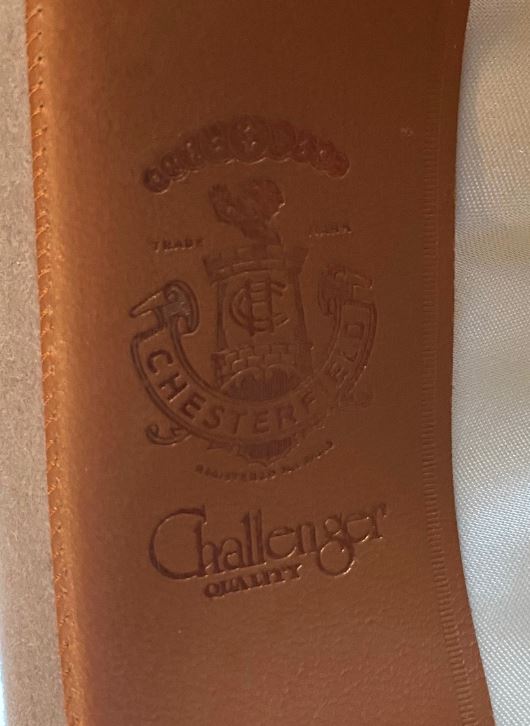 TRADE MARK
CHESTERFIELD
Challenger
QUALITY